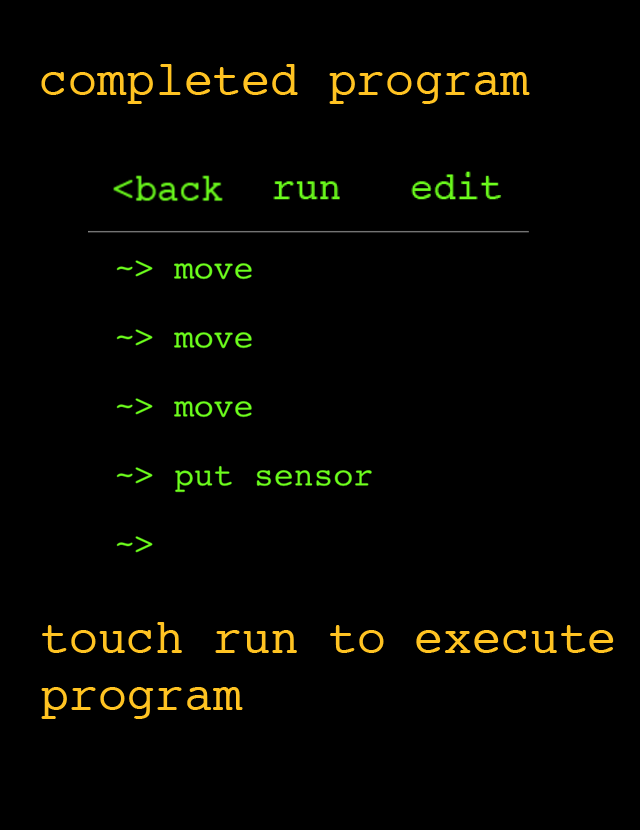 completed program
<back run edit
~> move
~> move
~> move
~> put sensor
~>
touch run to execute
program